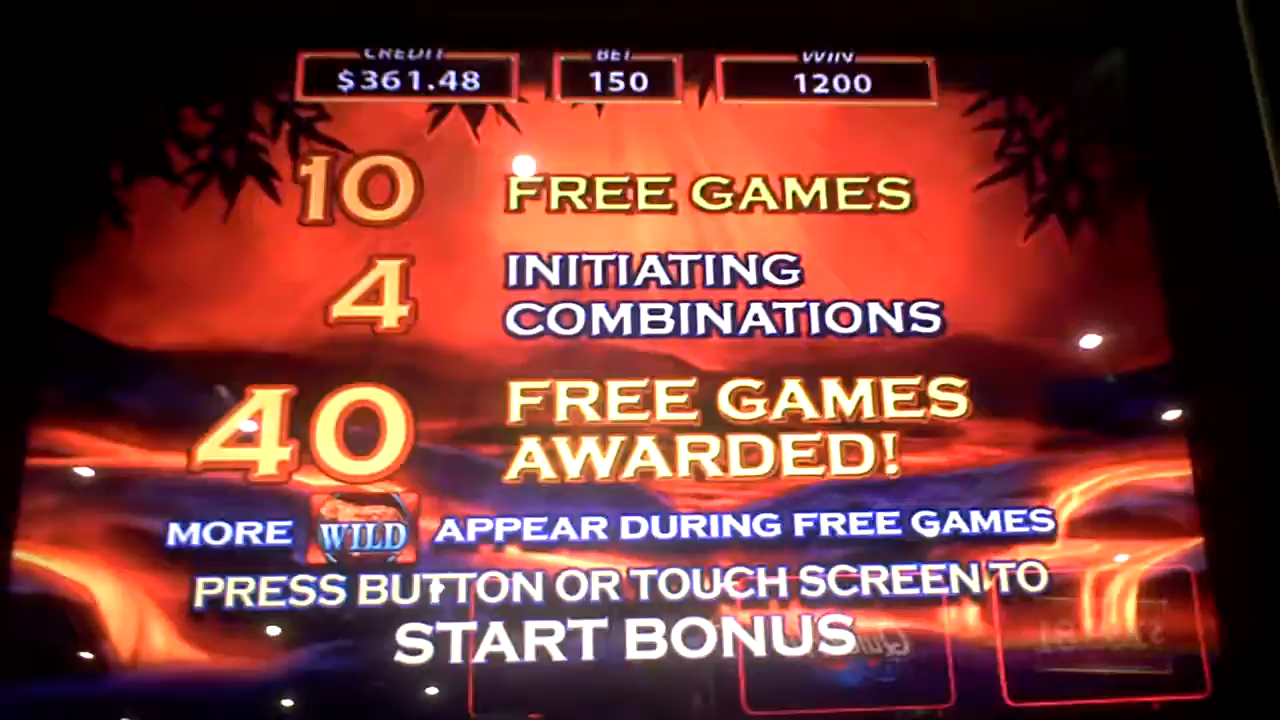 CREDIT BET WIN
$361.48 150 1200
10 FREE GAMES
4 INITIATING
COMBINATIONS
40 FREE GAMES
AWARDED!
MORE WILD APPEAR DURING FREE GAMES
PRESS BUTTON OR TOUCH SCREEN TO
START BONUS